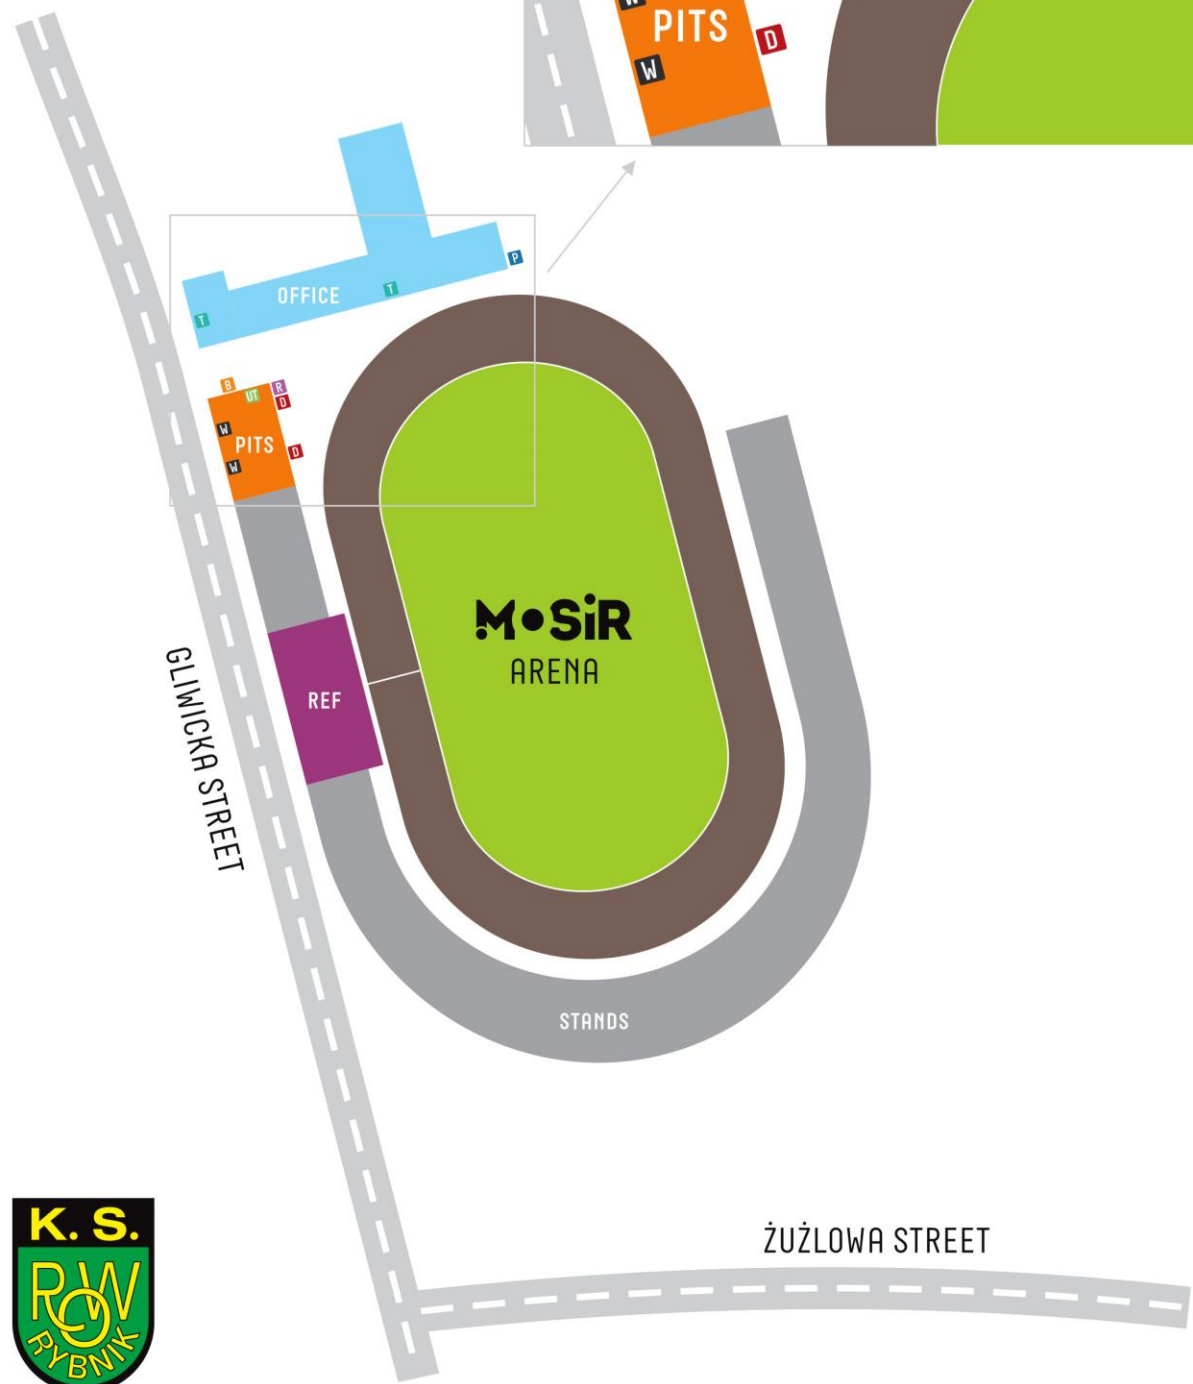 W
PITS
D
W
P
OFFICE
T
T
B
UT
R
D
W
PITS
D
W
M•SiR
ARENA
REF
GLIWICKA STREET
STANDS
ŻUŻLOWA STREET
K. S.
ROW
RYBNIK